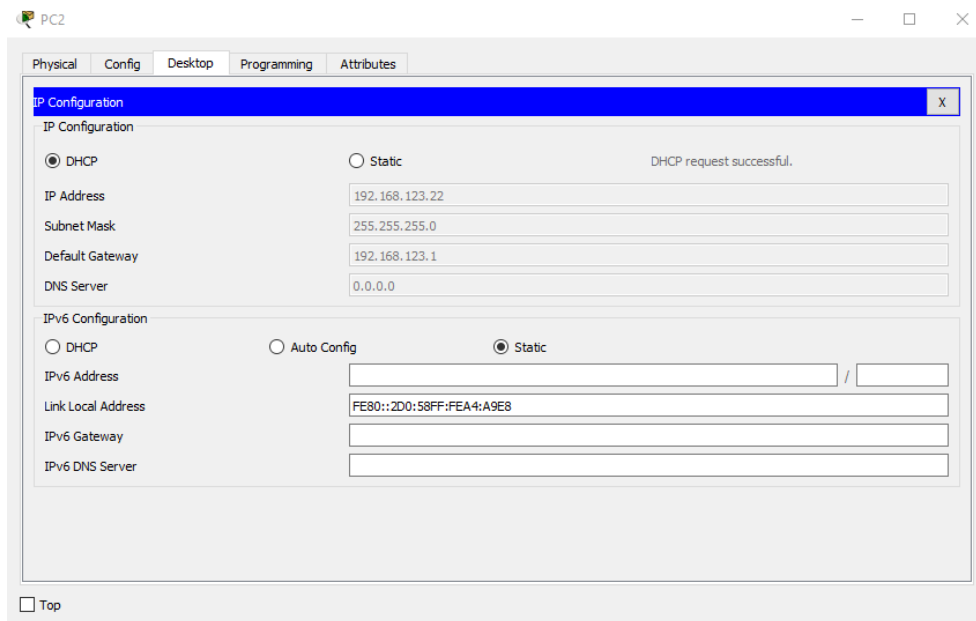 PC2
Physical Config Desktop Programming Attributes
IP Configuration X
IP Configuration
DHCP Static DHCP request successful.
IP Address 192.168.123.22
Subnet Mask 255.255.255.0
Default Gateway 192.168.123.1
DNS Server 0.0.0.0
IPv6 Configuration
DHCP Auto Config Static
IPv6 Address /
Link Local Address FE80::2D0:58FF:FEA4:A9E8
IPv6 Gateway
IPv6 DNS Server
Top